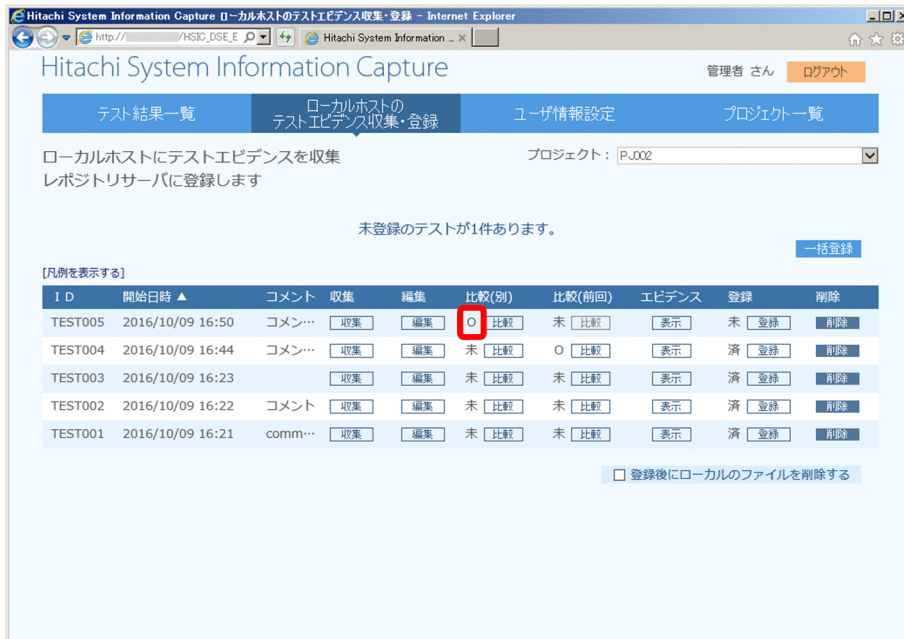 Hitachi System Information Capture ローカルホストのテストエビデンス収集・登録 - Internet Explorer
http:// /HSIC_DSE_E Hitachi System Information ...
Hitachi System Information Capture 管理者 さん ログアウト
テスト結果一覧 ローカルホストの テストエビデンス収集・登録 ユーザ情報設定 プロジェクト一覧
ローカルホストにテストエビデンスを収集 プロジェクト： PJ002
レポジトリサーバに登録します
未登録のテストが1件あります。
一括登録
[凡例を表示する]
ＩＤ 開始日時 ▲ コメント 収集 編集 比較(別) 比較(前回) エビデンス 登録 削除
TEST005 2016/10/09 16:50 コメン… 収集 編集 O 比較 未 比較 表示 未 登録 削除
TEST004 2016/10/09 16:44 コメン… 収集 編集 未 比較 O 比較 表示 済 登録 削除
TEST003 2016/10/09 16:23 収集 編集 未 比較 未 比較 表示 済 登録 削除
TEST002 2016/10/09 16:22 コメント 収集 編集 未 比較 未 比較 表示 済 登録 削除
TEST001 2016/10/09 16:21 comm… 収集 編集 未 比較 未 比較 表示 済 登録 削除
登録後にローカルのファイルを削除する